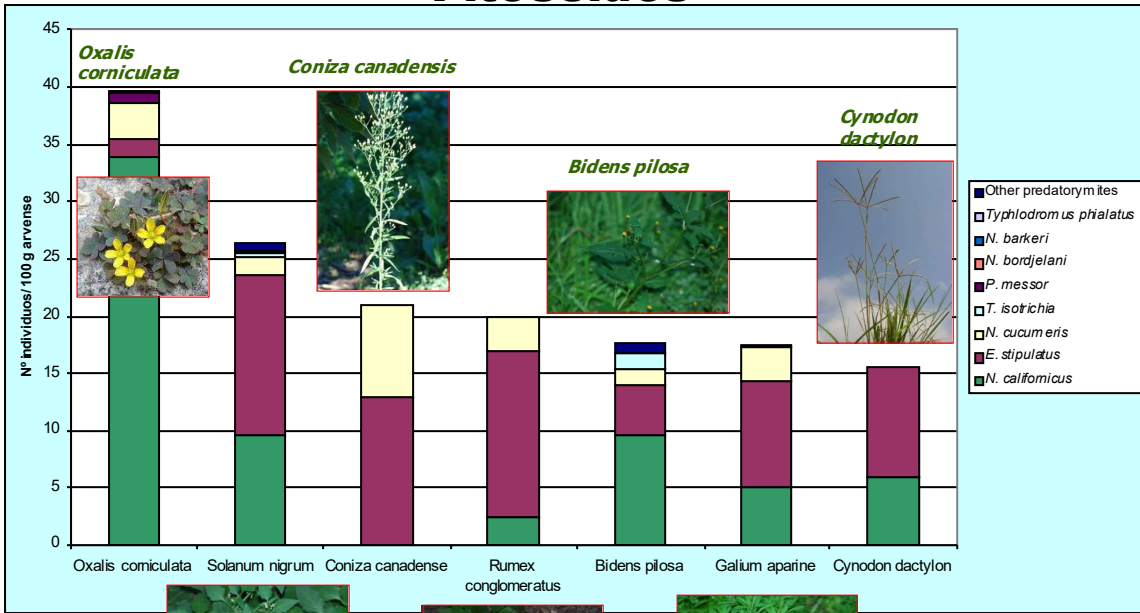 45
40
35
30
25
20
15
10
5
0
Nº individuos/ 100 g arvense
Oxalis
corniculata
Coniza canadensis
Bidens pilosa
Cynodon
dactylon
Other predatory mites
Typhlodromus phialatus
N. barkeri
N. bordjelani
P. messor
T. isotrichia
N. cucumeris
E. stipulatus
N. californicus
Oxalis corniculata
Solanum nigrum
Coniza canadense
Rumex
conglomeratus
Bidens pilosa
Galium aparine
Cynodon dactylon